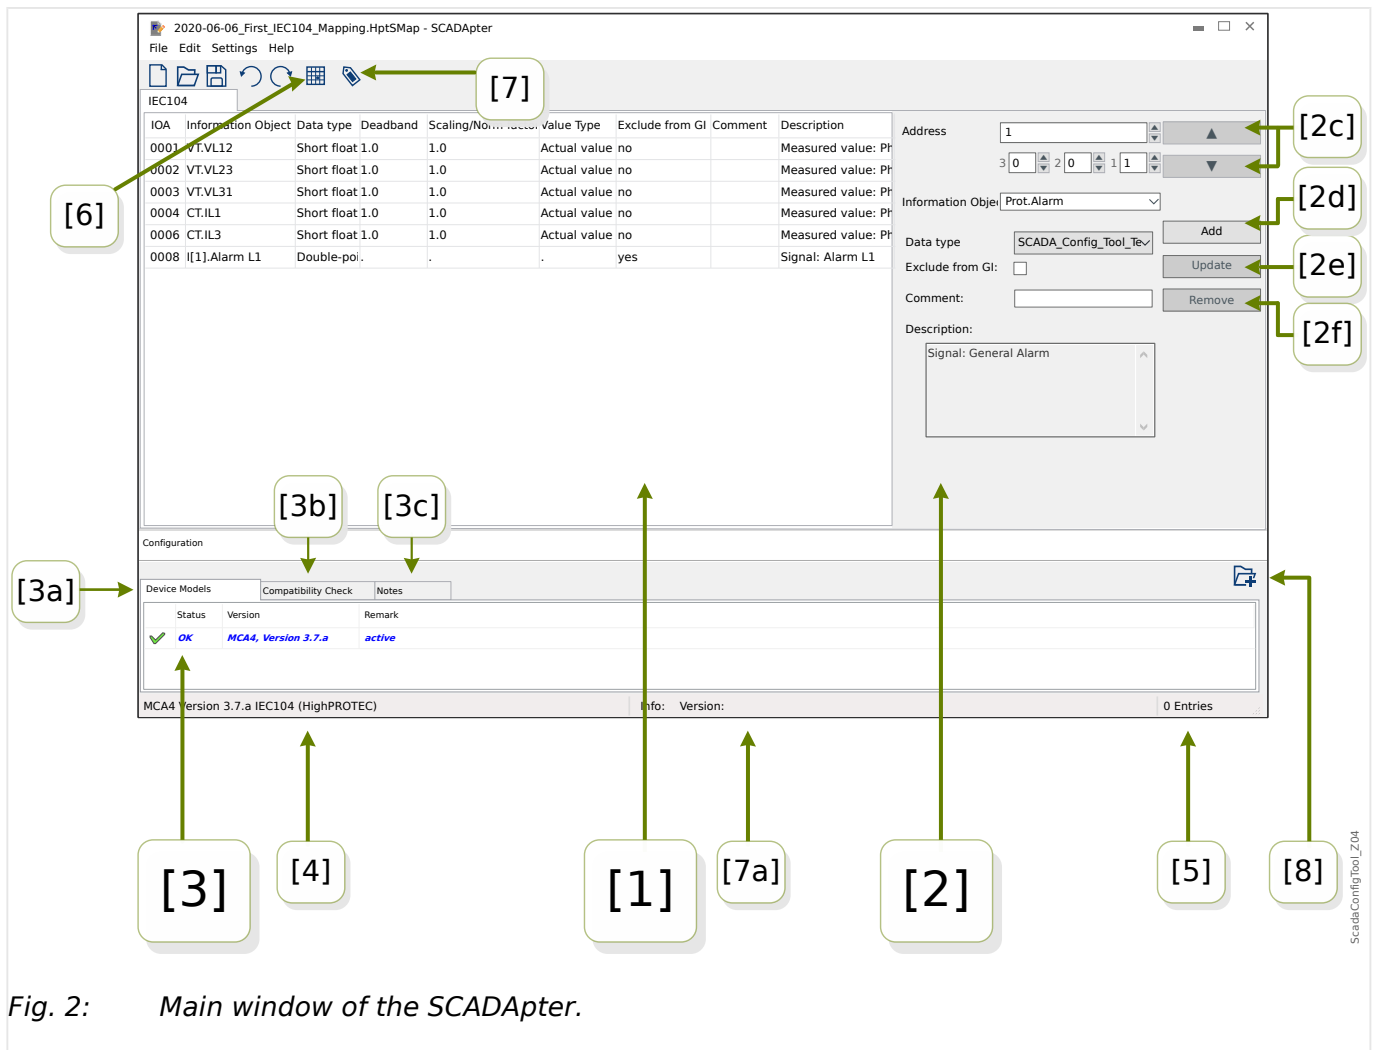 2020-06-06_First_IEC104_Mapping.HptSMap - SCADApter
File Edit Settings Help
[7]
IEC104
IOA Information Object Data type Deadband Scaling/Norm Value Type Exclude from GI Comment Description
0001 VT.VL12 Short float 1.0 1.0 Actual value no Measured value: Ph
0002 VT.VL23 Short float 1.0 1.0 Actual value no Measured value: Ph
0003 VT.VL31 Short float 1.0 1.0 Actual value no Measured value: Ph
0004 CT.IL1 Short float 1.0 1.0 Actual value no Measured value: Ph
0006 CT.IL3 Short float 1.0 1.0 Actual value no Measured value: Ph
0008 I[1].Alarm L1 Double-poi . . . yes Signal: Alarm L1
[6]
Address 1
3 0 2 0 1 1
Information Obje Prot.Alarm
Data type SCADA_Config_Tool_Te
Exclude from GI:
Comment:
Description:
Signal: General Alarm
▲
▼
Add
Update
Remove
[2c]
[2d]
[2e]
[2f]
[3b] [3c]
Configuration
[3a]
Device Models Compatibility Check Notes
Status Version Remark
OK MCA4, Version 3.7.a active
MCA4 Version 3.7.a IEC104 (HighPROTEC) Info: Version: 0 Entries
[3] [4] [1] [7a] [2] [5] [8]
ScadaConfigTool_Z04
Fig. 2: Main window of the SCADApter.